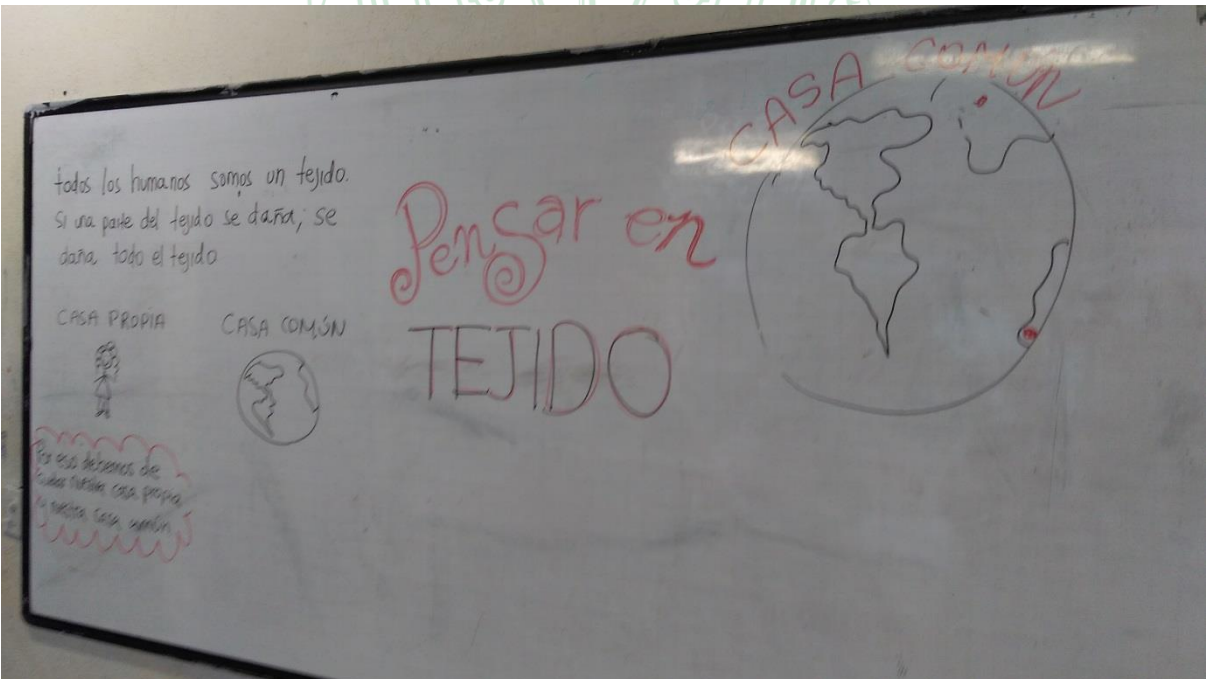 todos los humanos somos un tejido.
Si una parte del tejido se daña, se
daña todo el tejido
CASA PROPIA
CASA COMÚN
Por eso debemos de
cuidar nuestra casa propia
y nuestra casa común
Pensar en
TEJIDO
CASA COMÚN